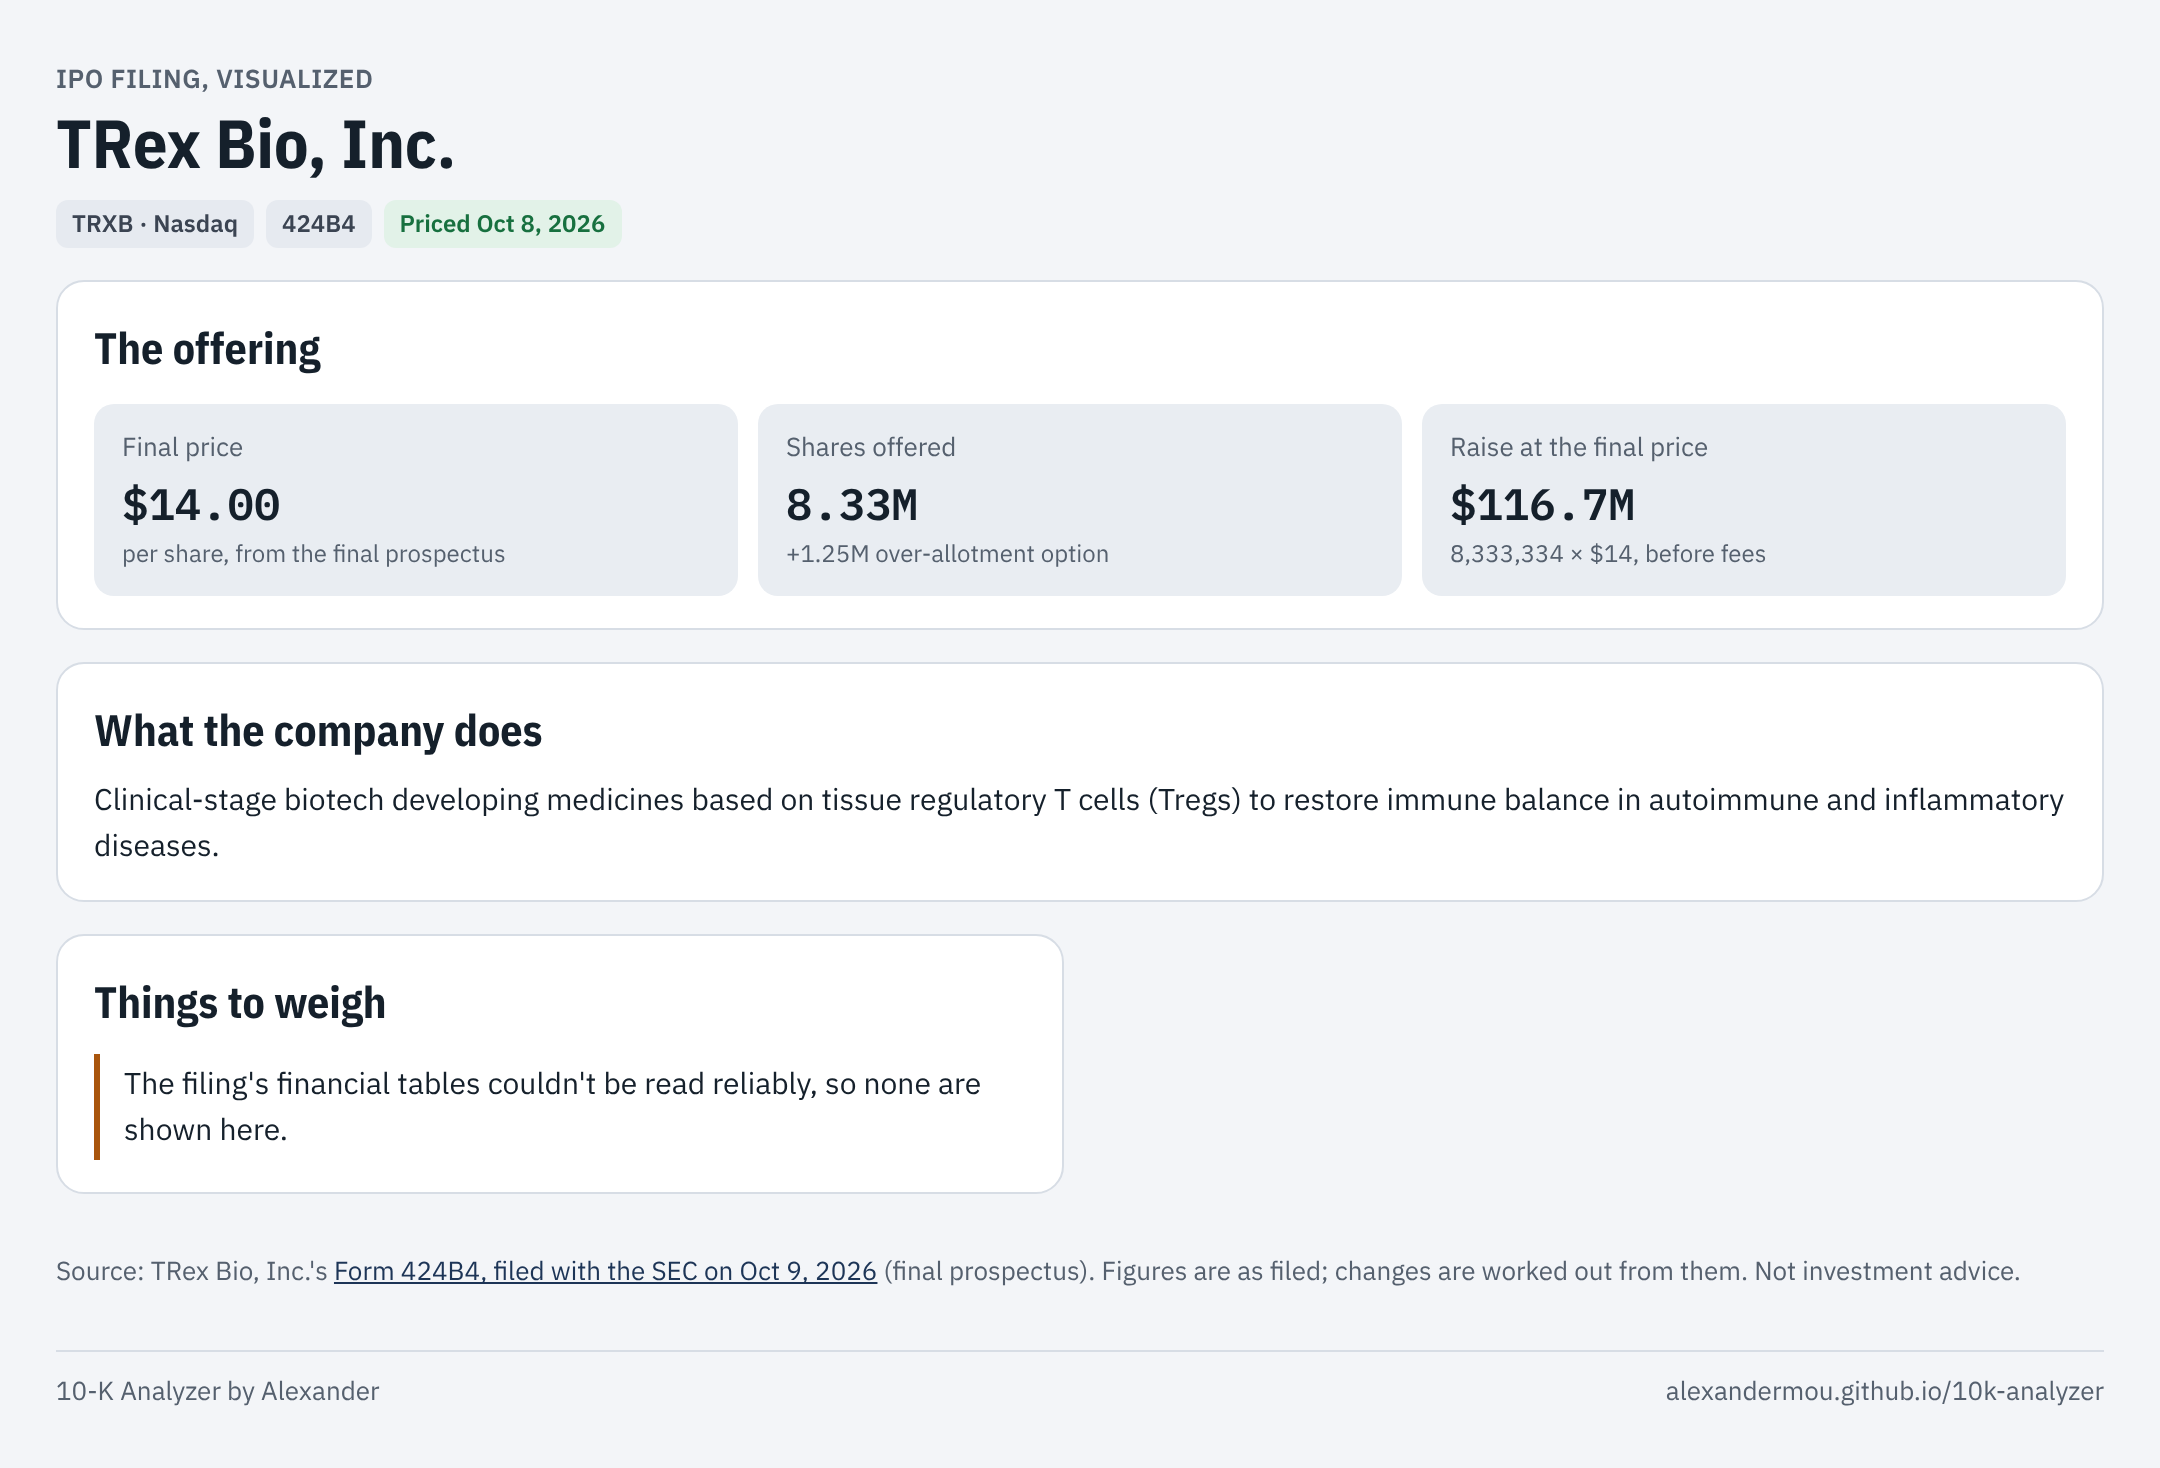 IPO FILING, VISUALIZED
TRex Bio, Inc.
TRXB · Nasdaq 424B4 Priced Oct 8, 2026
The offering
Final price
$14.00
per share, from the final prospectus
Shares offered
8.33M
+1.25M over-allotment option
Raise at the final price
$116.7M
8,333,334 × $14, before fees
What the company does
Clinical-stage biotech developing medicines based on tissue regulatory T cells (Tregs) to restore immune balance in autoimmune and inflammatory
diseases.
Things to weigh
The filing's financial tables couldn't be read reliably, so none are
shown here.
Source: TRex Bio, Inc.'s Form 424B4, filed with the SEC on Oct 9, 2026 (final prospectus). Figures are as filed; changes are worked out from them. Not investment advice.
10-K Analyzer by Alexander
alexandermou.github.io/10k-analyzer